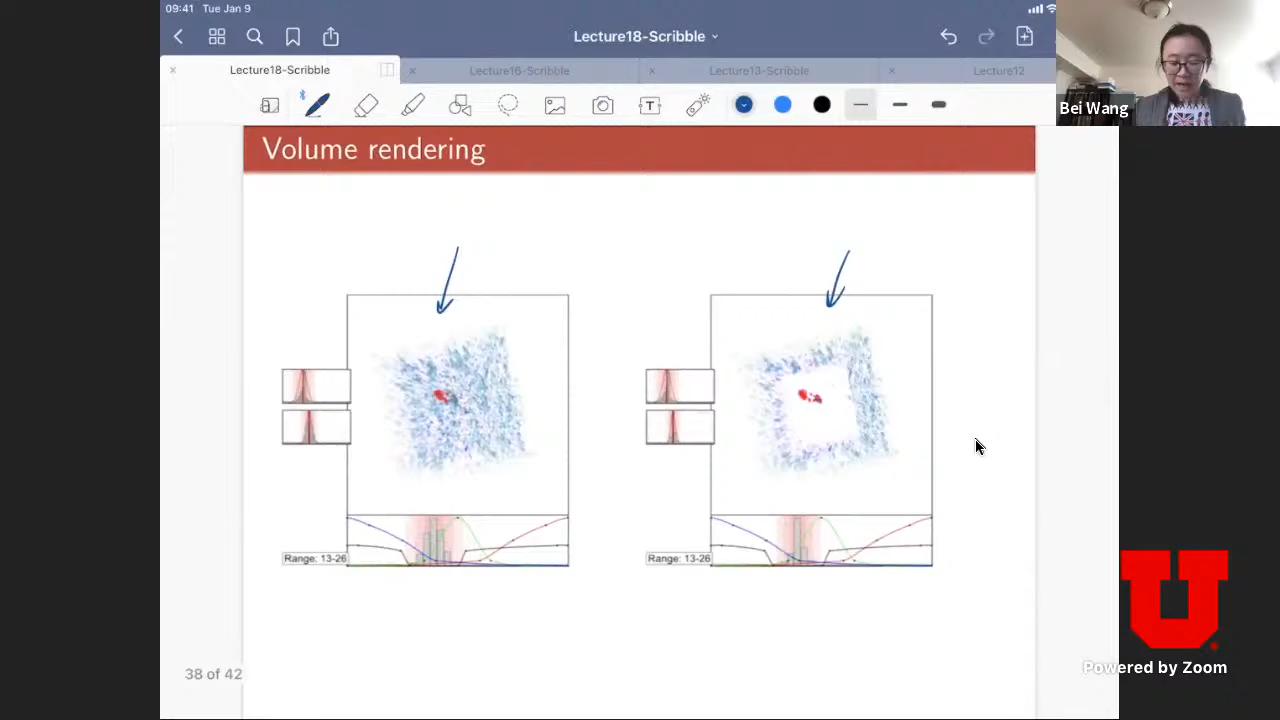 09:41 Tue Jan 9
Lecture18-Scribble
Lecture18-Scribble
Lecture16-Scribble
Lecture13-Scribble
Lecture12
T
Bei Wang
Volume rendering
Range: 13-26
Range: 13-26
38 of 42
U
Powered by Zoom